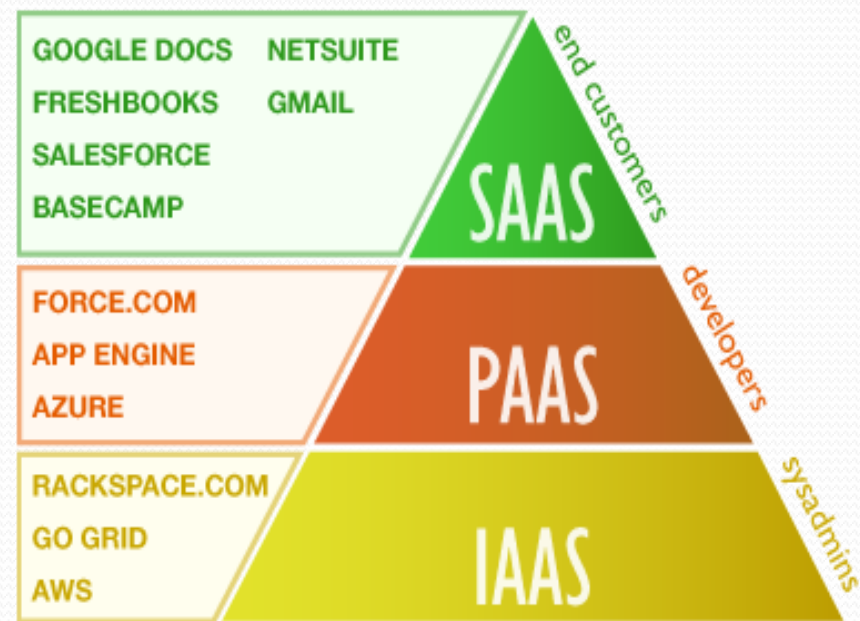 GOOGLE DOCS NETSUITE
FRESHBOOKS GMAIL
SALESFORCE
BASECAMP
SAAS
end customers
FORCE.COM
APP ENGINE
AZURE
PAAS
developers
RACKSPACE.COM
GO GRID
AWS
IAAS
sysadmins